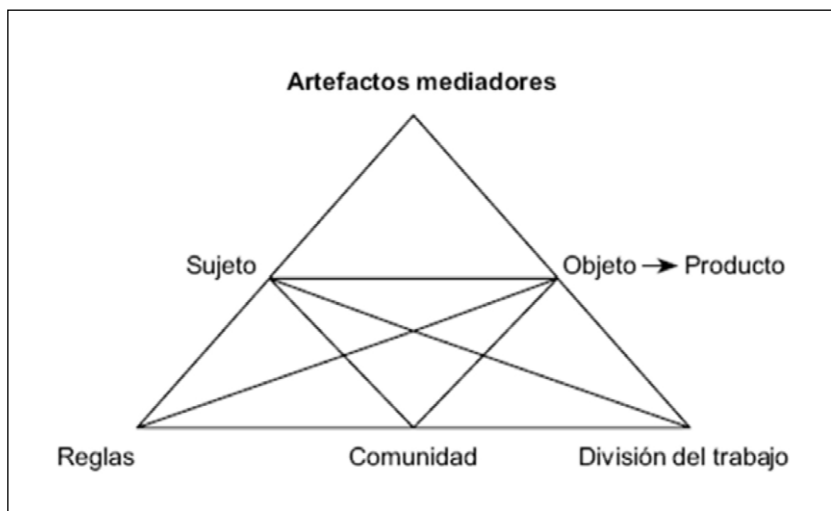 Artefactos mediadores
Sujeto
Objeto → Producto
Reglas
Comunidad
División del trabajo